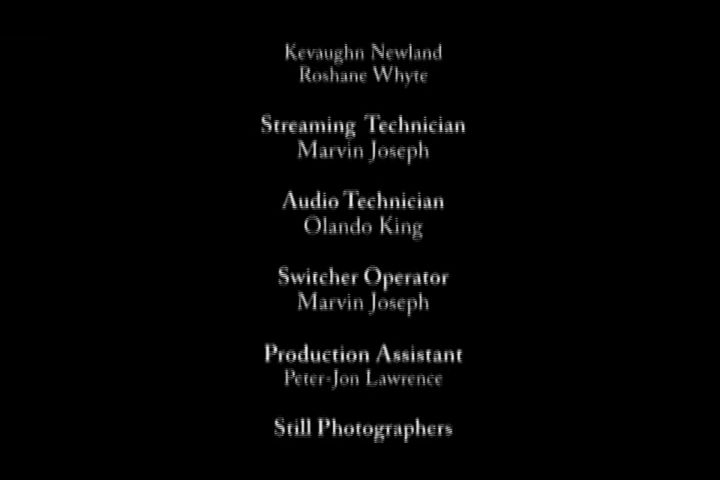 Kevaughn Newland
Roshane Whyte
Streaming Technician
Marvin Joseph
Audio Technician
Olando King
Switcher Operator
Marvin Joseph
Production Assistant
Peter-Jon Lawrence
Still Photographers